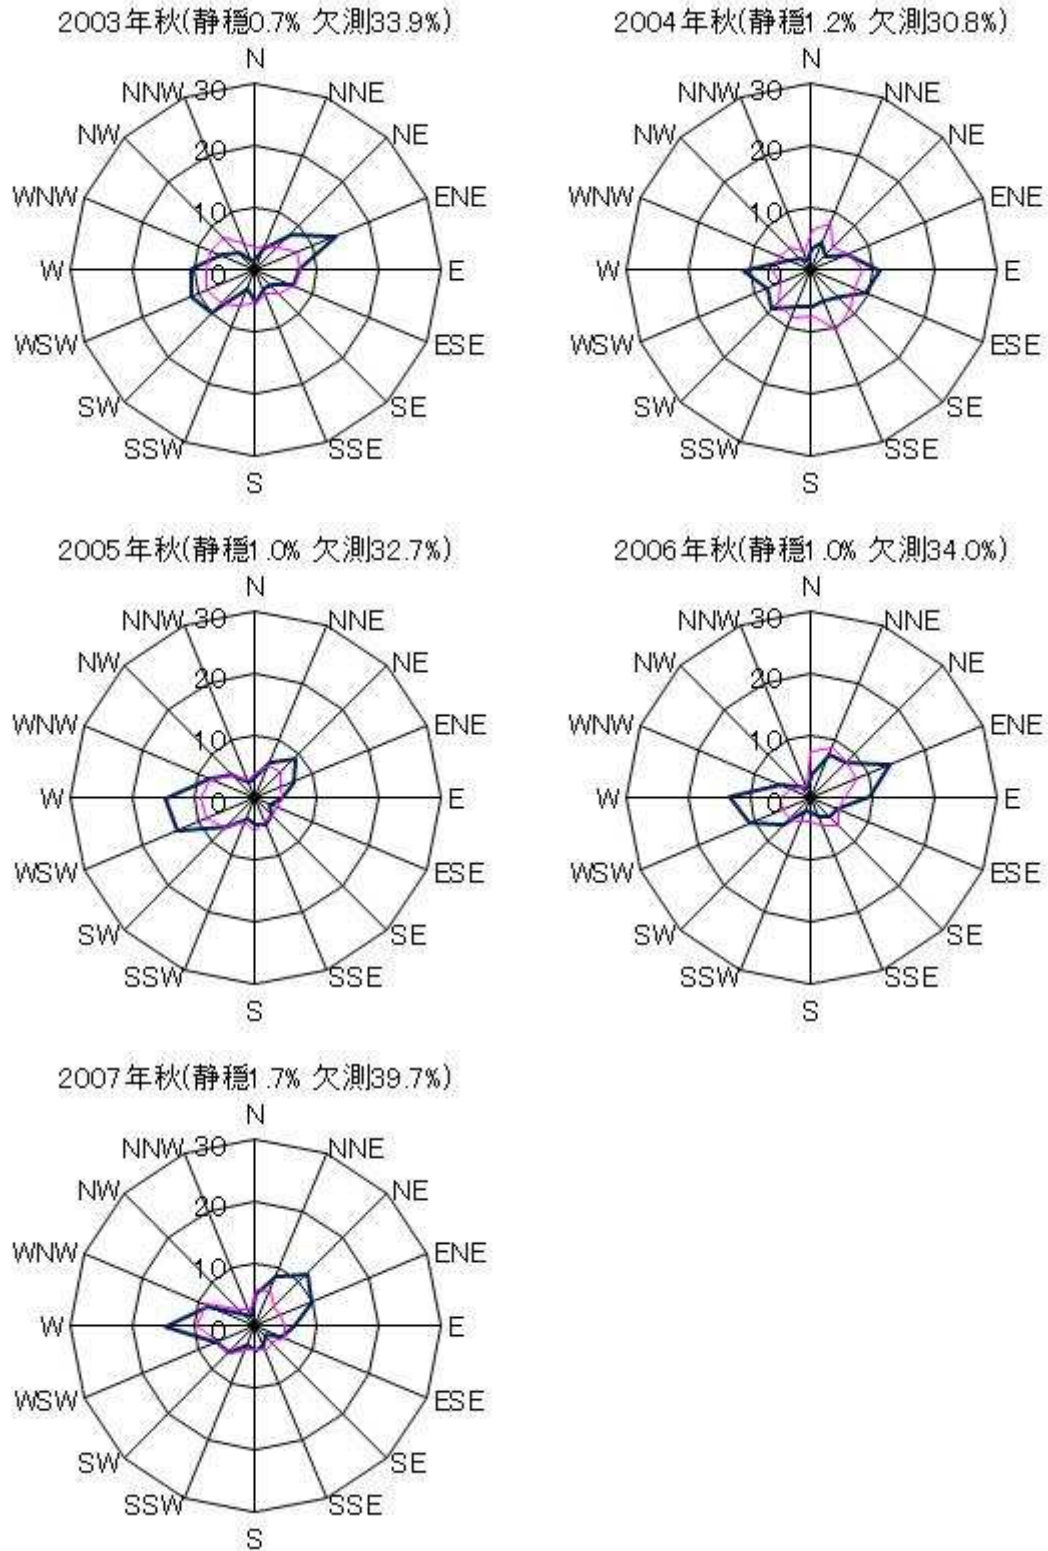 2003年秋(静穏0.7% 欠測33.9%)
N
NNW 30 NNE
NW 20 NE
WNW 10 ENE
W 0 E
WSW ESE
SW SE
SSW SSE
S
2004年秋(静穏1.2% 欠測30.8%)
N
NNW 30 NNE
NW 20 NE
WNW 10 ENE
W 0 E
WSW ESE
SW SE
SSW SSE
S
2005年秋(静穏1.0% 欠測32.7%)
N
NNW 30 NNE
NW 20 NE
WNW 10 ENE
W 0 E
WSW ESE
SW SE
SSW SSE
S
2006年秋(静穏1.0% 欠測34.0%)
N
NNW 30 NNE
NW 20 NE
WNW 10 ENE
W 0 E
WSW ESE
SW SE
SSW SSE
S
2007年秋(静穏1.7% 欠測39.7%)
N
NNW 30 NNE
NW 20 NE
WNW 10 ENE
W 0 E
WSW ESE
SW SE
SSW SSE
S